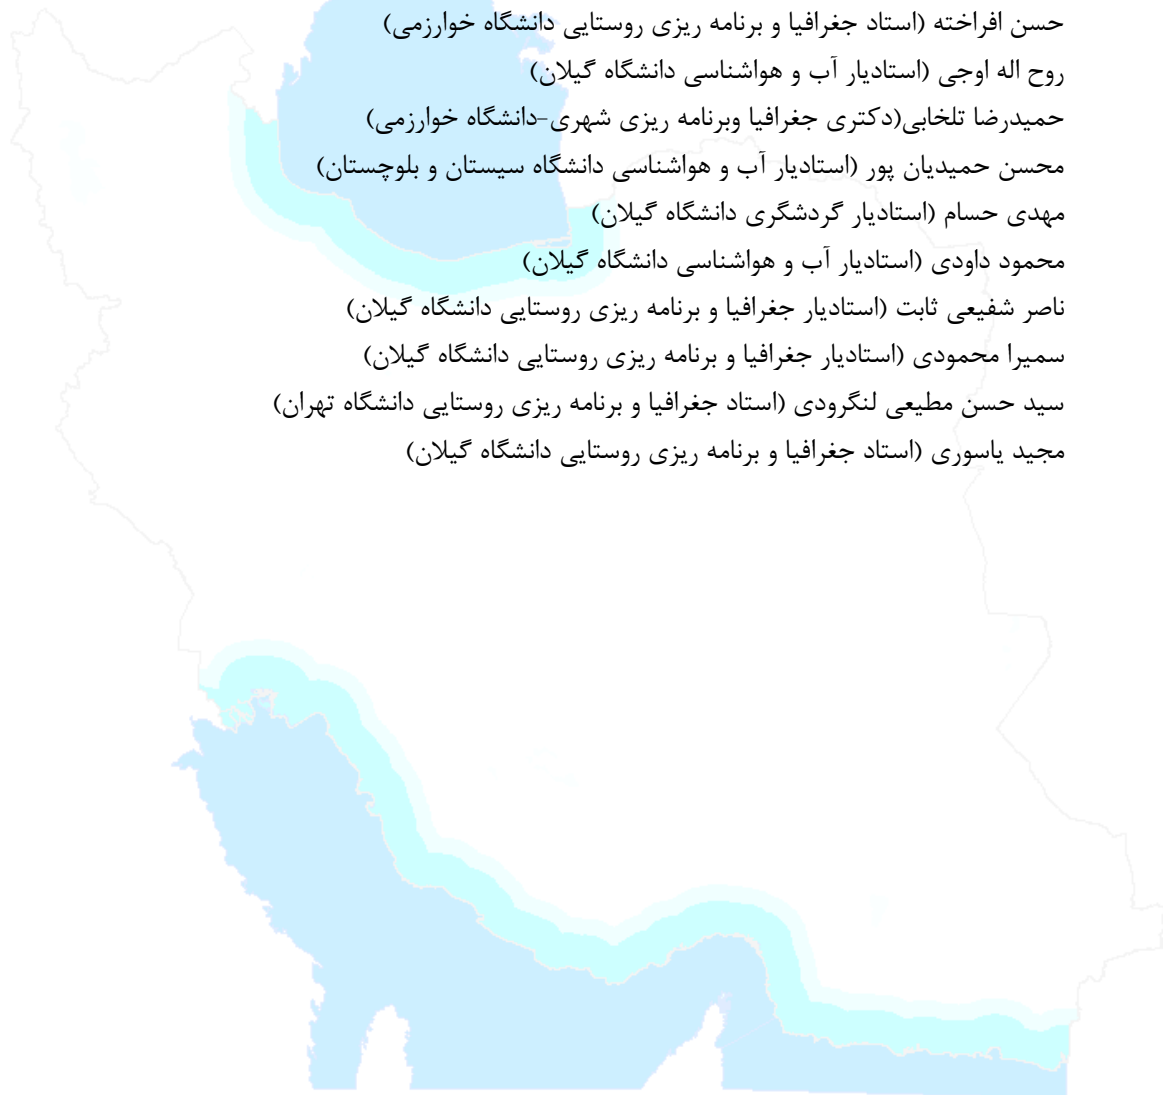 حسن افراخته (استاد جغرافیا و برنامه ریزی روستایی دانشگاه خوارزمی)
روح اله اوجی (استادیار آب و هواشناسی دانشگاه گیلان)
حمیدرضا تلخابی(دکتری جغرافیا وبرنامه ریزی شهری-دانشگاه خوارزمی)
محسن حمیدیان پور (استادیار آب و هواشناسی دانشگاه سیستان و بلوچستان)
مهدی حسام (استادیار گردشگری دانشگاه گیلان)
محمود داودی (استادیار آب و هواشناسی دانشگاه گیلان)
ناصر شفیعی ثابت (استادیار جغرافیا و برنامه ریزی روستایی دانشگاه گیلان)
سمیرا محمودی (استادیار جغرافیا و برنامه ریزی روستایی دانشگاه گیلان)
سید حسن مطیعی لنگرودی (استاد جغرافیا و برنامه ریزی روستایی دانشگاه تهران)
مجید یاسوری (استاد جغرافیا و برنامه ریزی روستایی دانشگاه گیلان)